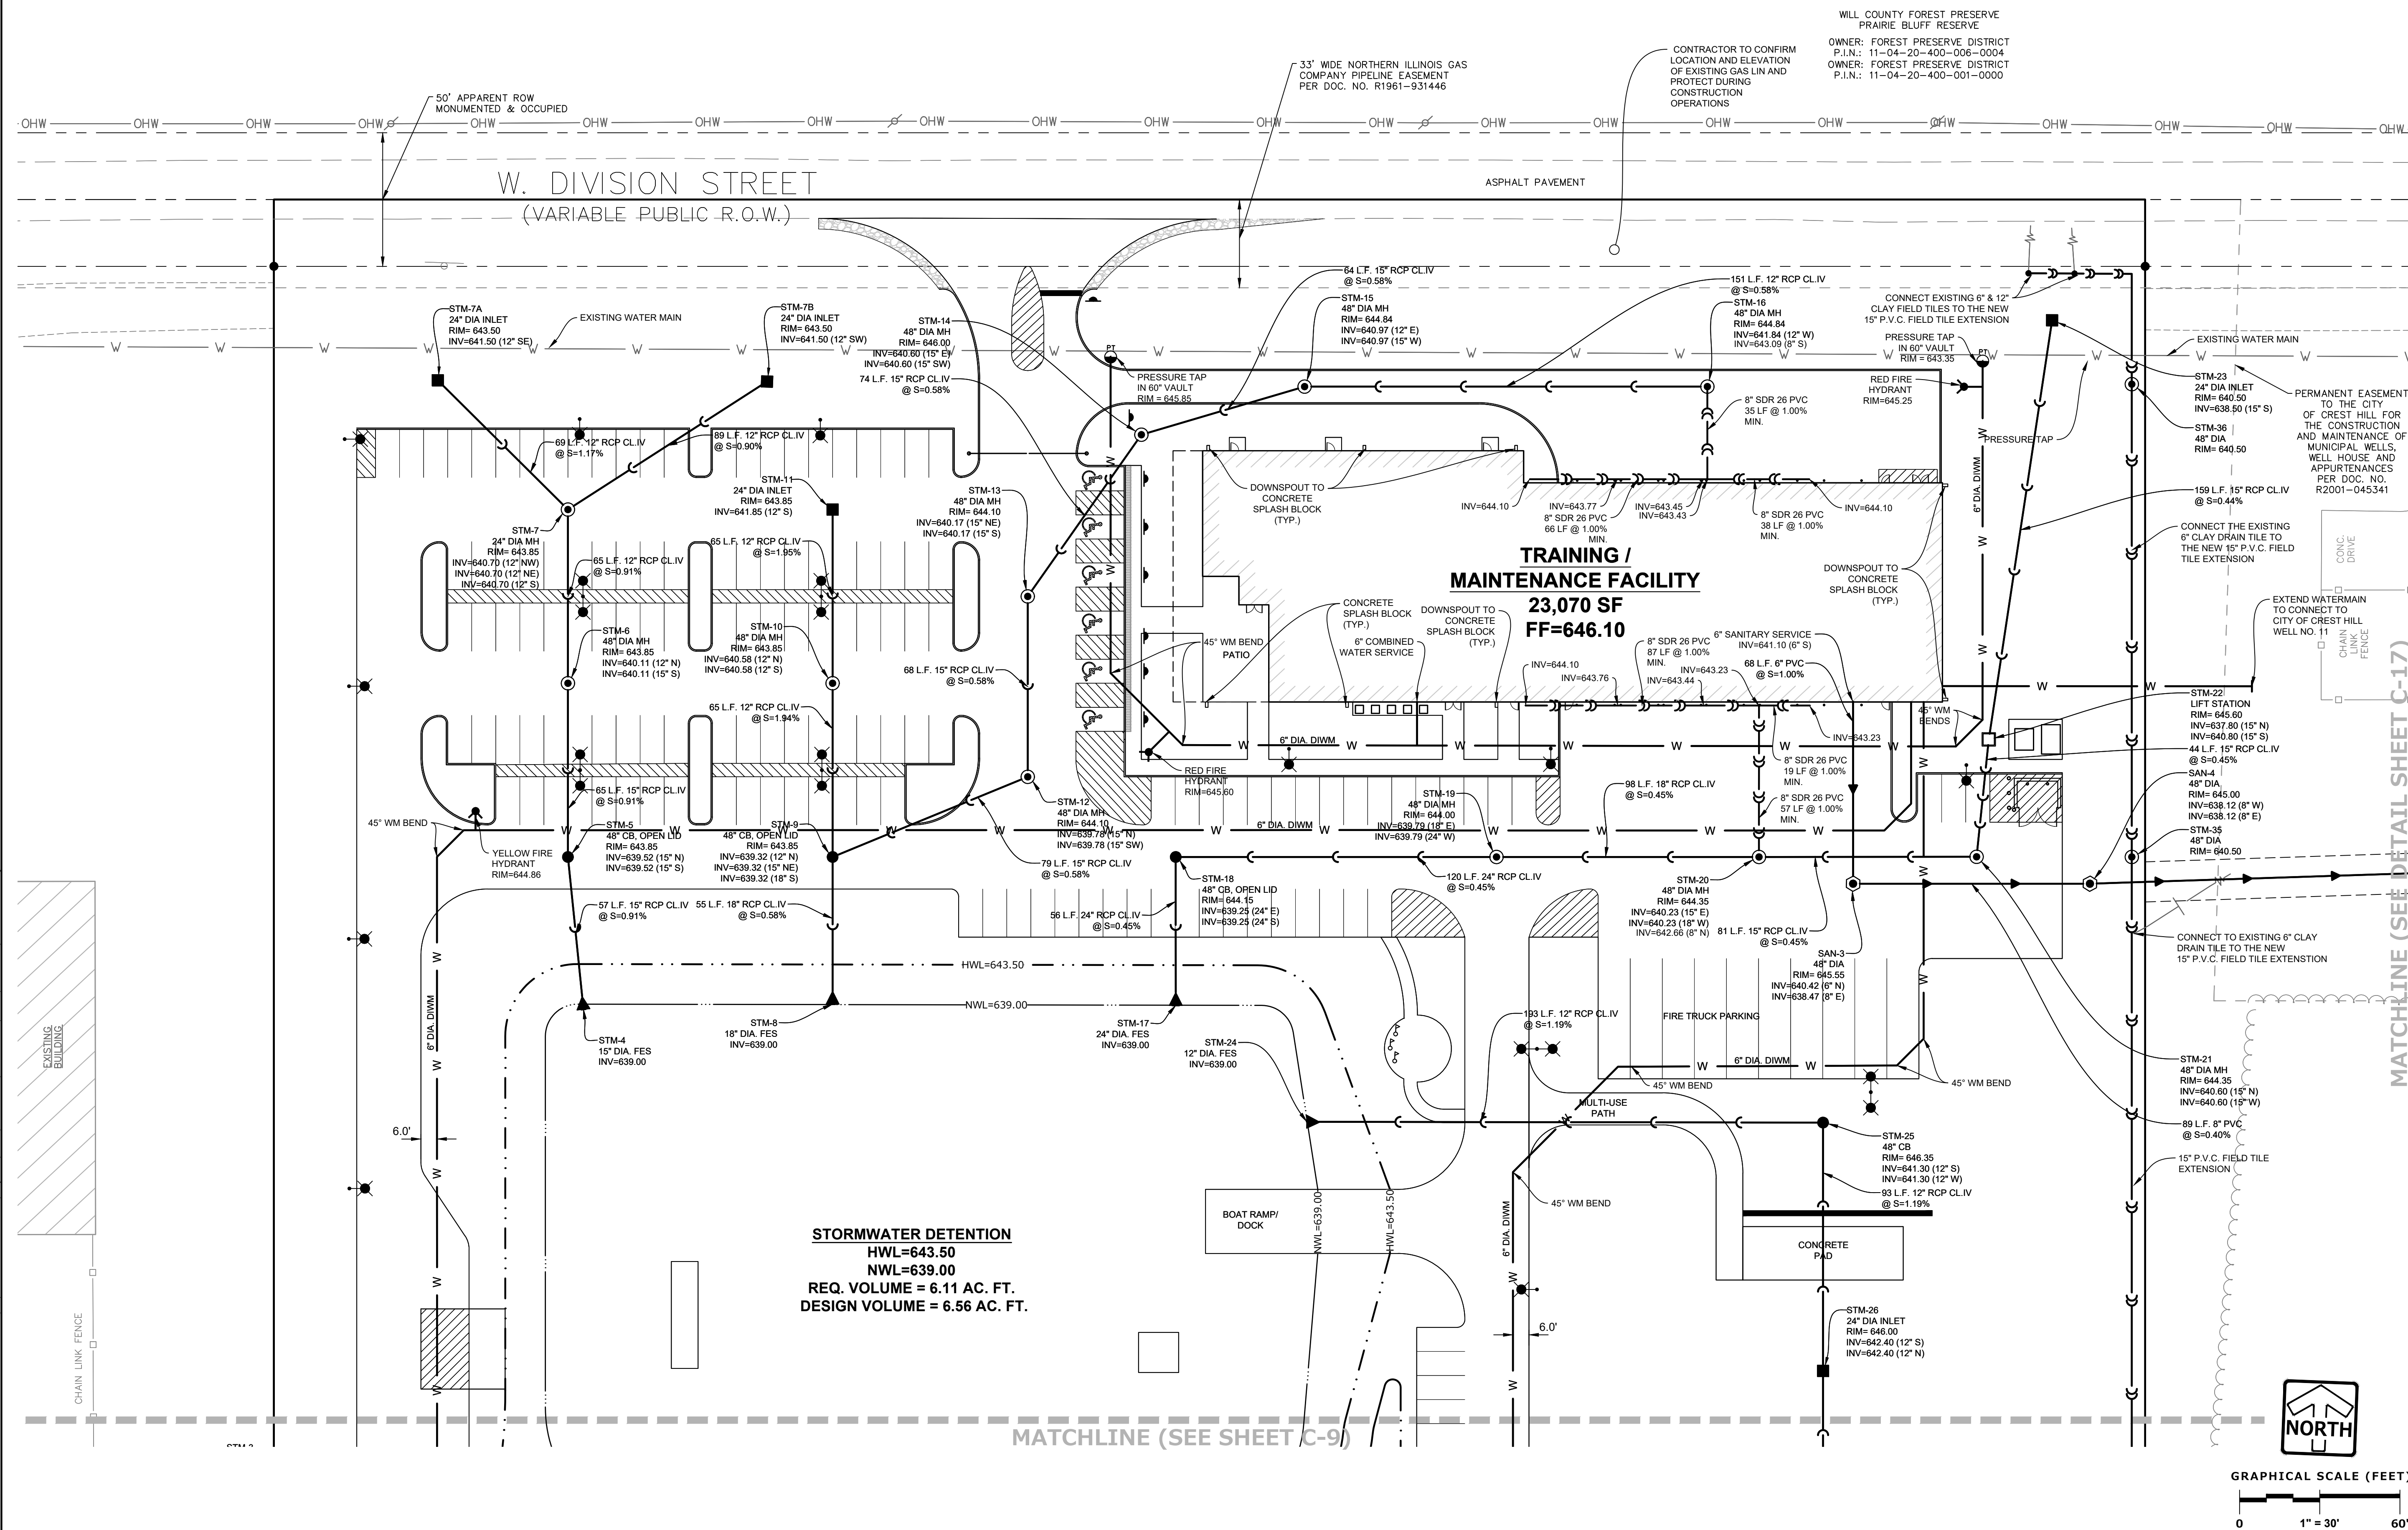 WILL COUNTY FOREST PRESERVE
PRAIRIE BLUFF RESERVE
OWNER: FOREST PRESERVE DISTRICT
P.I.N.: 11-04-20-400-006-0004
OWNER: FOREST PRESERVE DISTRICT
P.I.N.: 11-04-20-400-001-0000
CONTRACTOR TO CONFIRM
LOCATION AND ELEVATION
OF EXISTING GAS LIN AND
PROTECT DURING
CONSTRUCTION
OPERATIONS
33' WIDE NORTHERN ILLINOIS GAS
COMPANY PIPELINE EASEMENT
PER DOC. NO. R1961-931446
50' APPARENT ROW
MONUMENTED & OCCUPIED
OHW OHW OHW OHW OHW OHW OHW OHW OHW OHW OHW OHW OHW OHW OHW OHW OHW OHW OHW OHW OHW OHW
W. DIVISION STREET
(VARIABLE PUBLIC R.O.W.)
ASPHALT PAVEMENT
STM-7A
24" DIA INLET
RIM= 643.50
INV=641.50 (12" SE)
EXISTING WATER MAIN
STM-7B
24" DIA INLET
RIM= 643.50
INV=641.50 (12" SW)
STM-14
48" DIA MH
RIM= 646.00
INV=640.60 (15" E)
INV=640.60 (15" SW)
74 L.F. 15" RCP CL.IV
@ S=0.58%
64 L.F. 15" RCP CL.IV
@ S=0.58%
STM-15
48" DIA MH
RIM= 644.84
INV=640.97 (12" E)
INV=640.97 (15" W)
151 L.F. 12" RCP CL.IV
@ S=0.58%
STM-16
48" DIA MH
RIM= 644.84
INV=641.84 (12" W)
INV=643.09 (8" S)
CONNECT EXISTING 6" & 12"
CLAY FIELD TILES TO THE NEW
15" P.V.C. FIELD TILE EXTENSION
PRESSURE TAP
IN 60" VAULT
RIM = 643.35
PT
PT
PRESSURE TAP
IN 60" VAULT
RIM = 645.85
RED FIRE
HYDRANT
RIM=645.25
PRESSURE TAP
EXISTING WATER MAIN
STM-23
24" DIA INLET
RIM= 640.50
INV=638.50 (15" S)
STM-36
48" DIA
RIM= 640.50
PERMANENT EASEMENT
TO THE CITY
OF CREST HILL FOR
THE CONSTRUCTION
AND MAINTENANCE OF
MUNICIPAL WELLS,
WELL HOUSE AND
APPURTENANCES
PER DOC. NO.
R2001-045341
159 L.F. 15" RCP CL.IV
@ S=0.44%
CONNECT THE EXISTING
6" CLAY DRAIN TILE TO
THE NEW 15" P.V.C. FIELD
TILE EXTENSION
CONC.
DRIVE
CHAIN
LINK
FENCE
EXTEND WATERMAIN
TO CONNECT TO
CITY OF CREST HILL
WELL NO. 11
69 L.F. 12" RCP CL.IV
@ S=1.17%
89 L.F. 12" RCP CL.IV
@ S=0.90%
STM-11
24" DIA INLET
RIM= 643.85
INV=641.85 (12" S)
STM-13
48" DIA MH
RIM= 644.10
INV=640.17 (15" NE)
INV=640.17 (15" S)
STM-7
24" DIA MH
RIM= 643.85
INV=640.70 (12" NW)
INV=640.70 (12" NE)
INV=640.70 (12" S)
65 L.F. 12" RCP CL.IV
@ S=0.91%
65 L.F. 12" RCP CL.IV
@ S=1.95%
8" SDR 26 PVC
35 LF @ 1.00%
MIN.
6" DIA. DIWM
DOWNSPOUT TO
CONCRETE
SPLASH BLOCK
(TYP.)
INV=644.10
INV=643.77
8" SDR 26 PVC
66 LF @ 1.00%
MIN.
INV=643.45
INV=643.43
8" SDR 26 PVC
38 LF @ 1.00%
MIN.
INV=644.10
TRAINING /
MAINTENANCE FACILITY
23,070 SF
FF=646.10
DOWNSPOUT TO
CONCRETE
SPLASH BLOCK
(TYP.)
STM-6
48" DIA MH
RIM= 643.85
INV=640.11 (12" N)
INV=640.11 (15" S)
STM-10
48" DIA MH
RIM= 643.85
INV=640.58 (12" N)
INV=640.58 (12" S)
68 L.F. 15" RCP CL.IV
@ S=0.58%
65 L.F. 12" RCP CL.IV
@ S=1.94%
45° WM BEND
PATIO
CONCRETE
SPLASH BLOCK
(TYP.)
6" COMBINED
WATER SERVICE
DOWNSPOUT TO
CONCRETE
SPLASH BLOCK
(TYP.)
INV=644.10
INV=643.76
8" SDR 26 PVC
87 LF @ 1.00%
MIN.
INV=643.23
INV=643.44
6" SANITARY SERVICE
INV=641.10 (6" S)
68 L.F. 6" PVC
@ S=1.00%
INV=643.23
45° WM
BENDS
STM-22
LIFT STATION
RIM= 645.60
INV=637.80 (15" N)
INV=640.80 (15" S)
44 L.F. 15" RCP CL.IV
@ S=0.45%
SAN-4
48" DIA
RIM= 645.00
INV=638.12 (8" W)
INV=638.12 (8" E)
STM-35
48" DIA
RIM= 640.50
6" DIA. DIWM
8" SDR 26 PVC
19 LF @ 1.00%
MIN.
8" SDR 26 PVC
57 LF @ 1.00%
MIN.
65 L.F. 15" RCP CL.IV
@ S=0.91%
STM-5
48" CB, OPEN LID
RIM= 643.85
INV=639.52 (15" N)
INV=639.52 (15" S)
STM-9
48" CB, OPEN LID
RIM= 643.85
INV=639.32 (12" N)
INV=639.32 (15" NE)
INV=639.32 (18" S)
45° WM BEND
YELLOW FIRE
HYDRANT
RIM=644.86
STM-12
48" DIA MH
RIM= 644.10
INV=639.78 (15" N)
INV=639.78 (15" SW)
79 L.F. 15" RCP CL.IV
@ S=0.58%
RED FIRE
HYDRANT
RIM=645.60
6" DIA. DIWM
STM-19
48" DIA MH
RIM= 644.00
INV=639.79 (18" E)
INV=639.79 (24" W)
98 L.F. 18" RCP CL.IV
@ S=0.45%
120 L.F. 24" RCP CL.IV
@ S=0.45%
STM-18
48" CB, OPEN LID
RIM= 644.15
INV=639.25 (24" E)
INV=639.25 (24" S)
56 L.F. 24" RCP CL.IV
@ S=0.45%
STM-20
48" DIA MH
RIM= 644.35
INV=640.23 (15" E)
INV=640.23 (18" W)
INV=642.66 (8" N)
81 L.F. 15" RCP CL.IV
@ S=0.45%
SAN-3
48" DIA
RIM= 645.55
INV=640.42 (6" N)
INV=638.47 (8" E)
CONNECT TO EXISTING 6" CLAY
DRAIN TILE TO THE NEW
15" P.V.C. FIELD TILE EXTENSTION
57 L.F. 15" RCP CL.IV
@ S=0.91%
55 L.F. 18" RCP CL.IV
@ S=0.58%
HWL=643.50
NWL=639.00
6" DIA. DIWM
EXISTING
BUILDING
STM-4
15" DIA. FES
INV=639.00
STM-8
18" DIA. FES
INV=639.00
STM-17
24" DIA. FES
INV=639.00
STM-24
12" DIA. FES
INV=639.00
193 L.F. 12" RCP CL.IV
@ S=1.19%
FIRE TRUCK PARKING
6" DIA. DIWM
45° WM BEND
45° WM BEND
MULTI-USE
PATH
STM-21
48" DIA MH
RIM= 644.35
INV=640.60 (15" N)
INV=640.60 (15" W)
89 L.F. 8" PVC
@ S=0.40%
15" P.V.C. FIELD TILE
EXTENSION
STM-25
48" CB
RIM= 646.35
INV=641.30 (12" S)
INV=641.30 (12" W)
93 L.F. 12" RCP CL.IV
@ S=1.19%
6.0'
45° WM BEND
BOAT RAMP/
DOCK
NWL=639.00
HWL=643.50
6" DIA. DIWM
CONCRETE
PAD
STORMWATER DETENTION
HWL=643.50
NWL=639.00
REQ. VOLUME = 6.11 AC. FT.
DESIGN VOLUME = 6.56 AC. FT.
STM-26
24" DIA INLET
RIM= 646.00
INV=642.40 (12" S)
INV=642.40 (12" N)
6.0'
CHAIN LINK FENCE
MATCHLINE (SEE SHEET C-9)
MATCHLINE (SEE DETAIL SHEET C-17)
NORTH
GRAPHICAL SCALE (FEET)
0 1" = 30' 60'